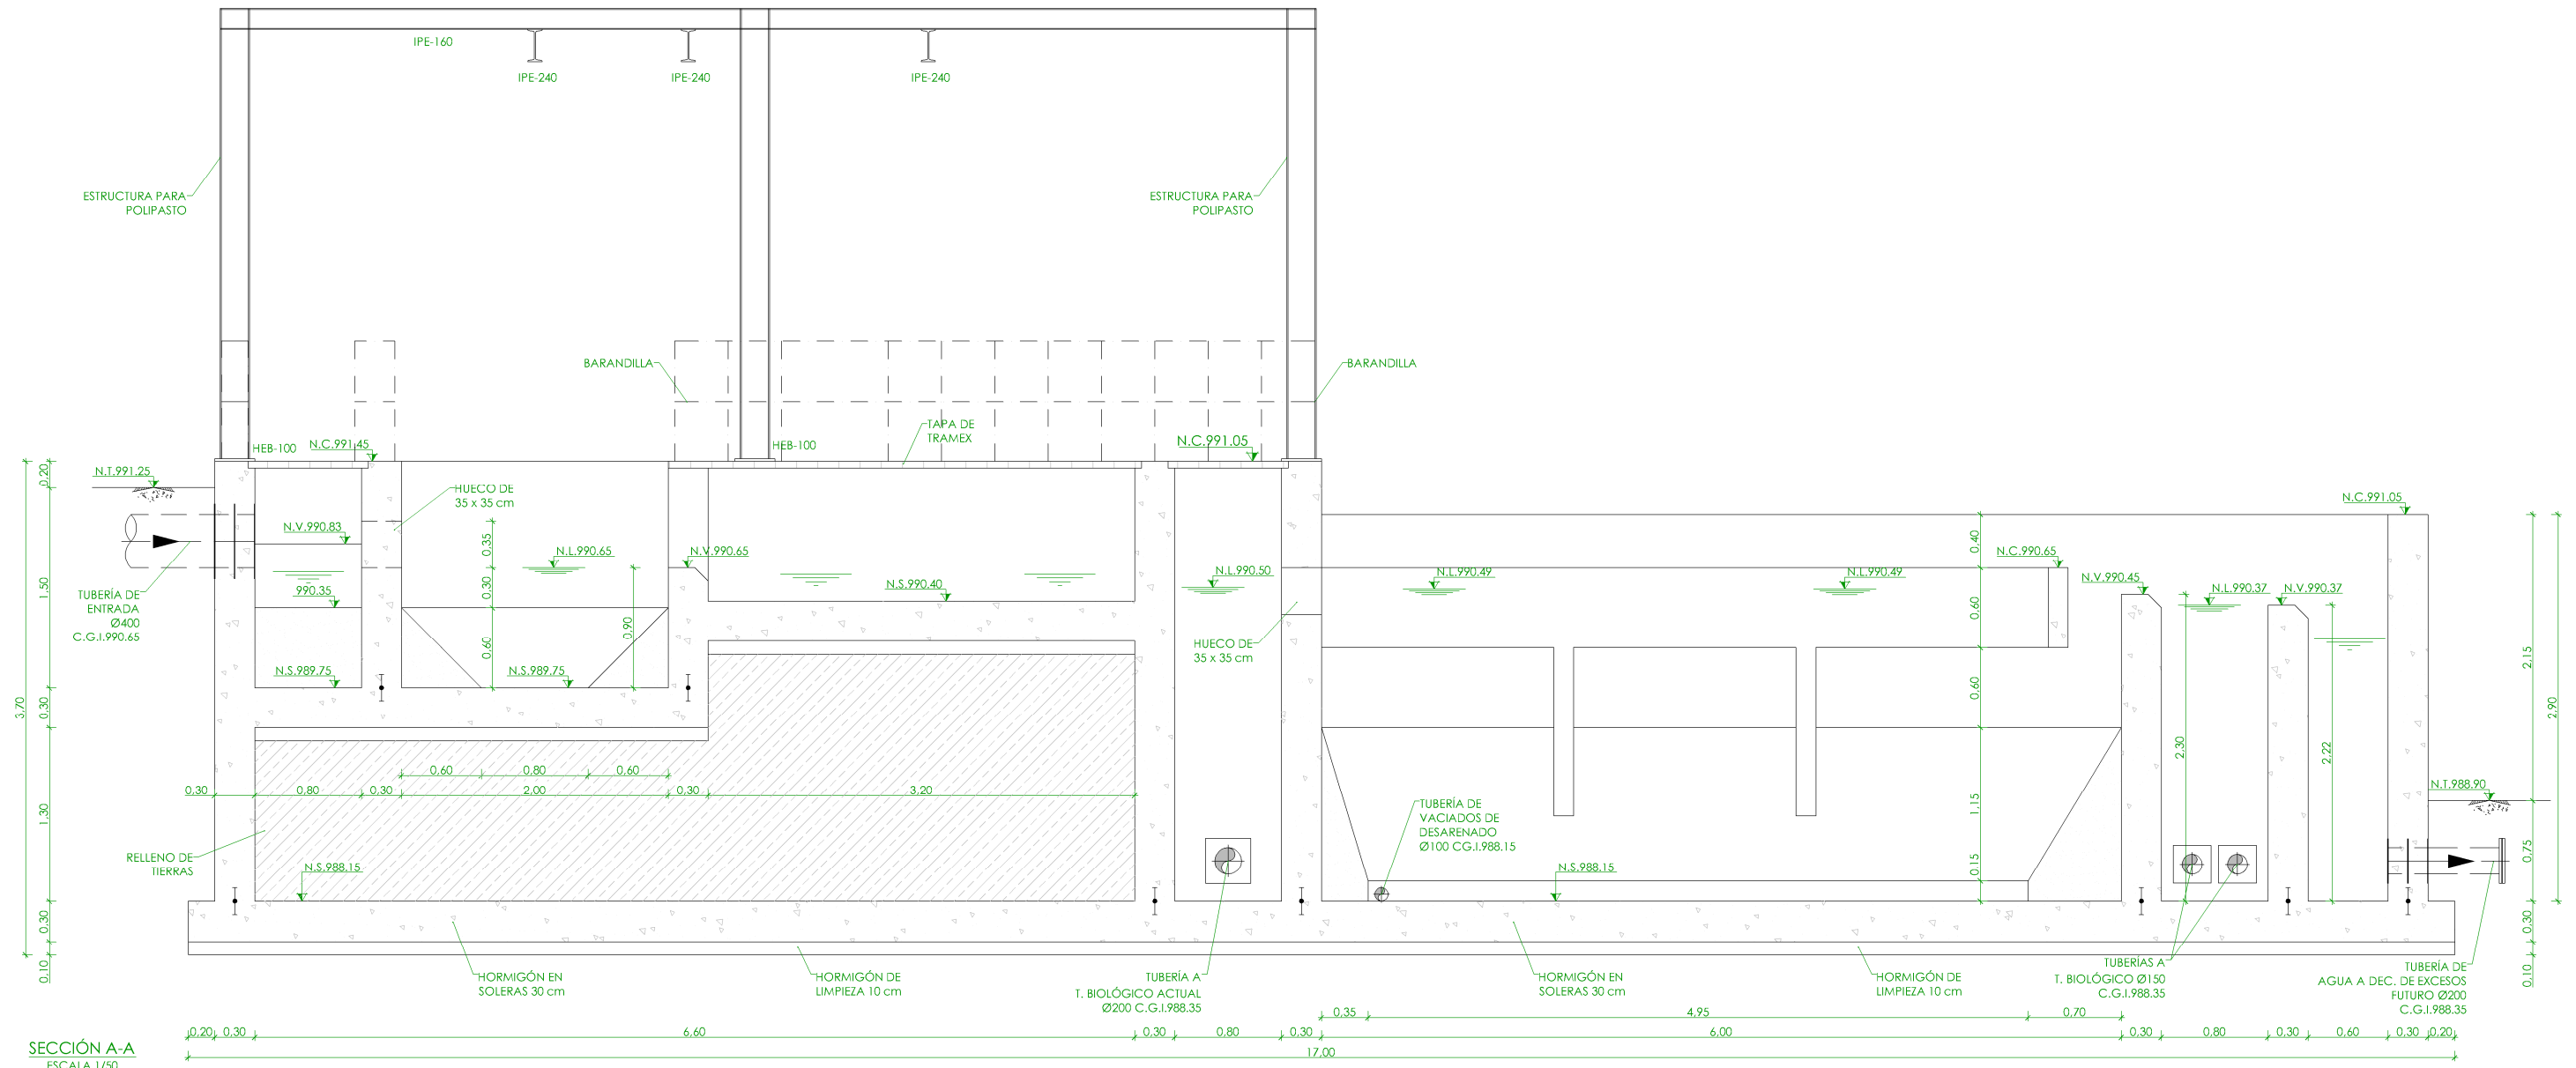 IPE-160
IPE-240
IPE-240
IPE-240
ESTRUCTURA PARA
POLIPASTO
ESTRUCTURA PARA
POLIPASTO
BARANDILLA
BARANDILLA
TAPA DE
TRAMEX
HEB-100
N.C.991.45
HEB-100
N.C.991.05
N.T.991.25
HUECO DE
35 x 35 cm
N.C.991.05
N.V.990.83
N.L.990.65
N.V.990.65
N.C.990.65
N.L.990.50
N.L.990.49
N.L.990.49
N.V.990.45
N.L.990.37
N.V.990.37
990.35
N.S.990.40
TUBERÍA DE
ENTRADA
Ø400
C.G.I.990.65
HUECO DE
35 x 35 cm
N.S.989.75
N.S.989.75
0,20
1,50
0,30
1,30
0,30
0,10
3,70
0,35
0,30
0,60
0,90
0,40
0,60
0,60
1,15
0,15
2,30
2,22
2,15
0,75
0,30
0,10
2,90
0,60
0,80
0,60
0,30
0,80
0,30
2,00
0,30
3,20
N.T.988.90
TUBERÍA DE
VACIADOS DE
DESARENADO
Ø100 CG.I.988.15
RELLENO DE
TIERRAS
N.S.988.15
N.S.988.15
HORMIGÓN EN
SOLERAS 30 cm
HORMIGÓN DE
LIMPIEZA 10 cm
TUBERÍA A
T. BIOLÓGICO ACTUAL
Ø200 C.G.I.988.35
HORMIGÓN EN
SOLERAS 30 cm
HORMIGÓN DE
LIMPIEZA 10 cm
TUBERÍAS A
T. BIOLÓGICO Ø150
C.G.I.988.35
TUBERÍA DE
AGUA A DEC. DE EXCESOS
FUTURO Ø200
C.G.I.988.35
0,35
4,95
0,70
0,20
0,30
6,60
0,30
0,80
0,30
6,00
0,30
0,80
0,30
0,60
0,30
0,20
17,00
SECCIÓN A-A
ESCALA 1/50